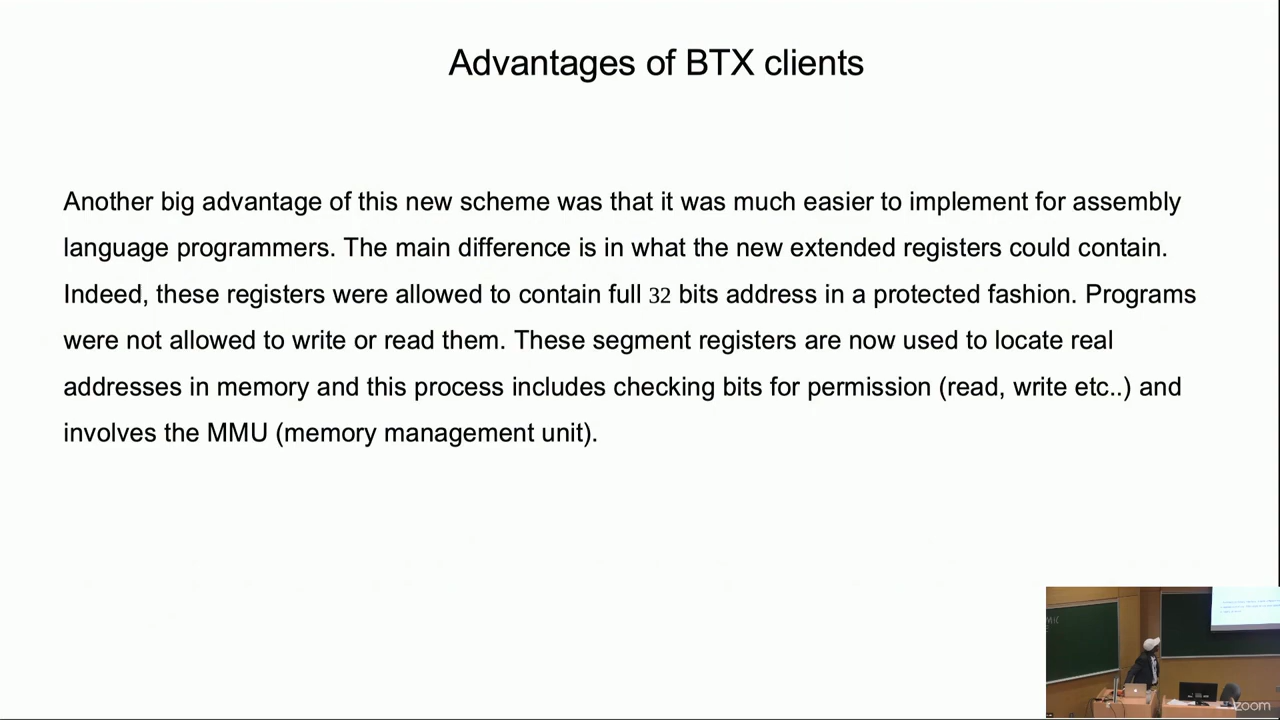 Advantages of BTX clients
Another big advantage of this new scheme was that it was much easier to implement for assembly
language programmers. The main difference is in what the new extended registers could contain.
Indeed, these registers were allowed to contain full 32 bits address in a protected fashion. Programs
were not allowed to write or read them. These segment registers are now used to locate real
addresses in memory and this process includes checking bits for permission (read, write etc..) and
involves the MMU (memory management unit).
zoom